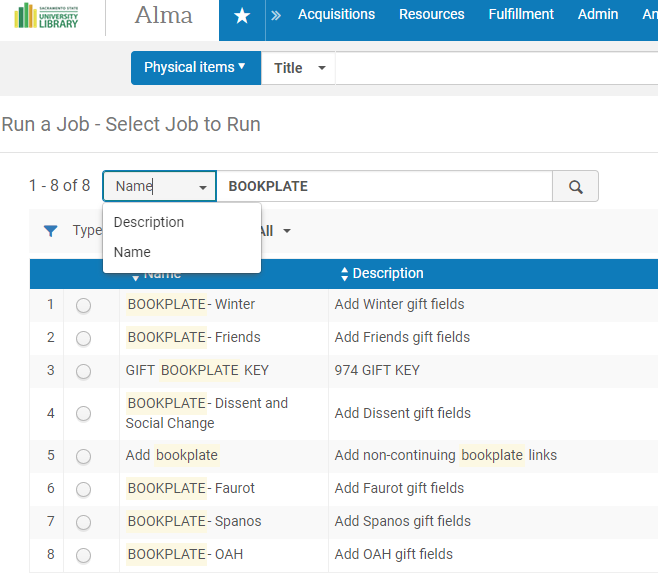 SACRAMENTO STATE
UNIVERSITY
LIBRARY
Alma
★ » Acquisitions Resources Fulfillment Admin An
Physical items ▾ Title
Run a Job - Select Job to Run
1 - 8 of 8 Name BOOKPLATE
Description
Name
Type All
Name Description
1 BOOKPLATE- Winter Add Winter gift fields
2 BOOKPLATE- Friends Add Friends gift fields
3 GIFT BOOKPLATE KEY 974 GIFT KEY
4 BOOKPLATE- Dissent and Add Dissent gift fields
Social Change
5 Add bookplate Add non-continuing bookplate links
6 BOOKPLATE- Faurot Add Faurot gift fields
7 BOOKPLATE- Spanos Add Spanos gift fields
8 BOOKPLATE- OAH Add OAH gift fields